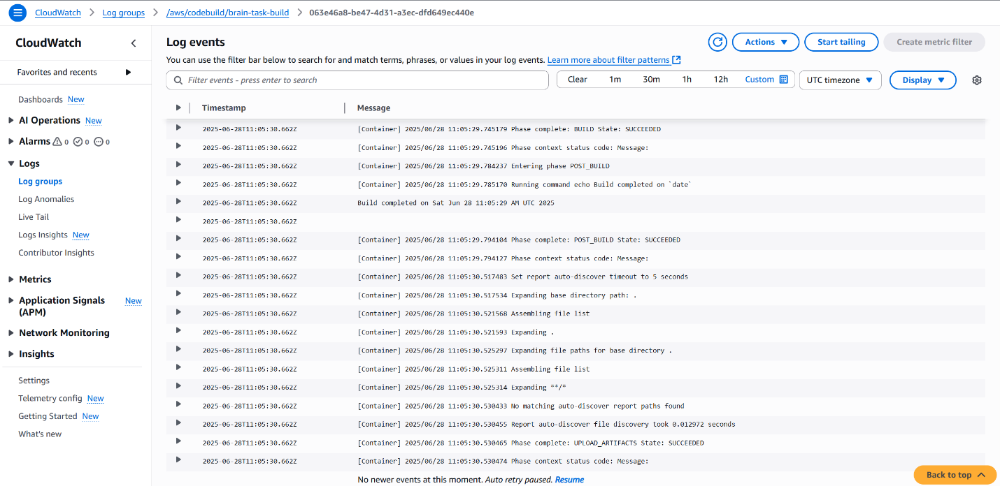 CloudWatch > Log groups > /aws/codebuild/brain-task-build > 063e46a8-be47-4d31-a3ec-dfd649ec440e
CloudWatch
Favorites and recents
Dashboards New
AI Operations New
Alarms 0 0 0
Logs
Log groups
Log Anomalies
Live Tail
Logs Insights New
Contributor Insights
Metrics
Application Signals (APM) New
Network Monitoring
Insights
Settings
Telemetry config New
Getting Started New
What's new
Log events
Actions
Start tailing
Create metric filter
You can use the filter bar below to search for and match terms, phrases, or values in your log events. Learn more about filter patterns
Filter events - press enter to search
Clear 1m 30m 1h 12h Custom
UTC timezone
Display
Timestamp Message
2025-06-28T11:05:30.662Z [Container] 2025/06/28 11:05:29.745179 Phase complete: BUILD State: SUCCEEDED
2025-06-28T11:05:30.662Z [Container] 2025/06/28 11:05:29.745196 Phase context status code: Message:
2025-06-28T11:05:30.662Z [Container] 2025/06/28 11:05:29.784237 Entering phase POST_BUILD
2025-06-28T11:05:30.662Z [Container] 2025/06/28 11:05:29.785170 Running command echo Build completed on `date`
2025-06-28T11:05:30.662Z Build completed on Sat Jun 28 11:05:29 AM UTC 2025
2025-06-28T11:05:30.662Z
2025-06-28T11:05:30.662Z [Container] 2025/06/28 11:05:29.794104 Phase complete: POST_BUILD State: SUCCEEDED
2025-06-28T11:05:30.662Z [Container] 2025/06/28 11:05:29.794127 Phase context status code: Message:
2025-06-28T11:05:30.662Z [Container] 2025/06/28 11:05:30.517483 Set report auto-discover timeout to 5 seconds
2025-06-28T11:05:30.662Z [Container] 2025/06/28 11:05:30.517534 Expanding base directory path: .
2025-06-28T11:05:30.662Z [Container] 2025/06/28 11:05:30.521568 Assembling file list
2025-06-28T11:05:30.662Z [Container] 2025/06/28 11:05:30.521593 Expanding .
2025-06-28T11:05:30.662Z [Container] 2025/06/28 11:05:30.525297 Expanding file paths for base directory .
2025-06-28T11:05:30.662Z [Container] 2025/06/28 11:05:30.525311 Assembling file list
2025-06-28T11:05:30.662Z [Container] 2025/06/28 11:05:30.525314 Expanding **/*
2025-06-28T11:05:30.662Z [Container] 2025/06/28 11:05:30.530433 No matching auto-discover report paths found
2025-06-28T11:05:30.662Z [Container] 2025/06/28 11:05:30.530455 Report auto-discover file discovery took 0.012972 seconds
2025-06-28T11:05:30.662Z [Container] 2025/06/28 11:05:30.530465 Phase complete: UPLOAD_ARTIFACTS State: SUCCEEDED
2025-06-28T11:05:30.662Z [Container] 2025/06/28 11:05:30.530474 Phase context status code: Message:
No newer events at this moment. Auto retry paused. Resume
Back to top